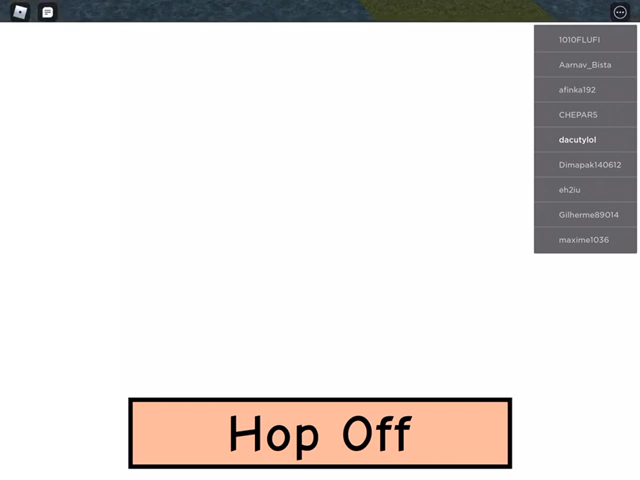 1010FLUFI
Aarnav_Bista
afinka192
CHEPAR5
dacutylol
Dimapak140612
eh2iu
Gilherme89014
maxime1036
Hop Off